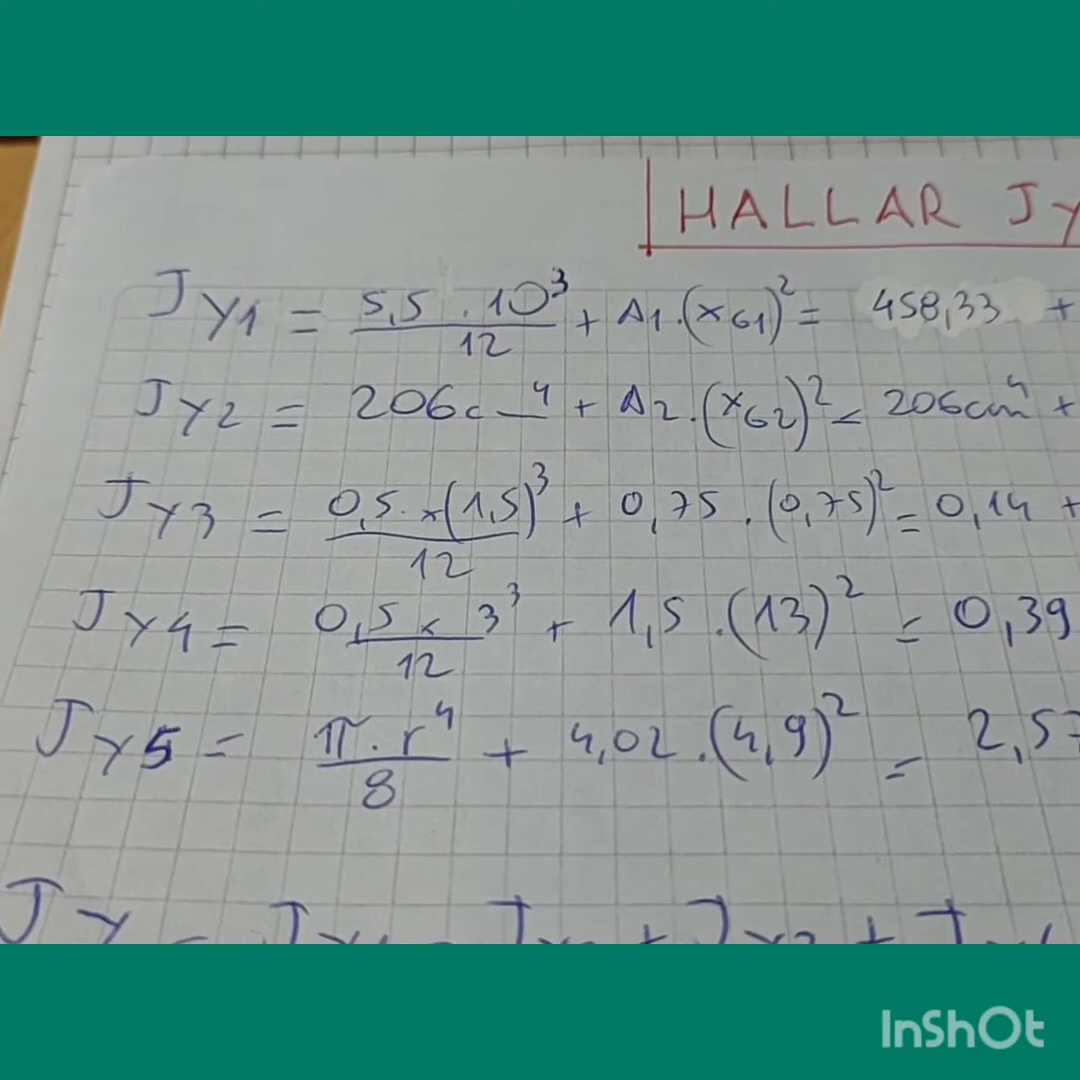 HALLAR Jy
Jy1 = 5,5 . 10³ / 12 + A1.(xG1)² = 458,33 +
Jy2 = 206c—⁴ + A2.(xG2)² = 206cm⁴ +
Jy3 = 0,5.x(1,5)³ / 12 + 0,75 . (0,75)² = 0,14 +
Jy4 = 0,5 x 3³ / 12 + 1,5 .(13)² = 0,39
Jy5 = π . r⁴ / 8 + 4,02 .(4,9)² = 2,57
InShOt